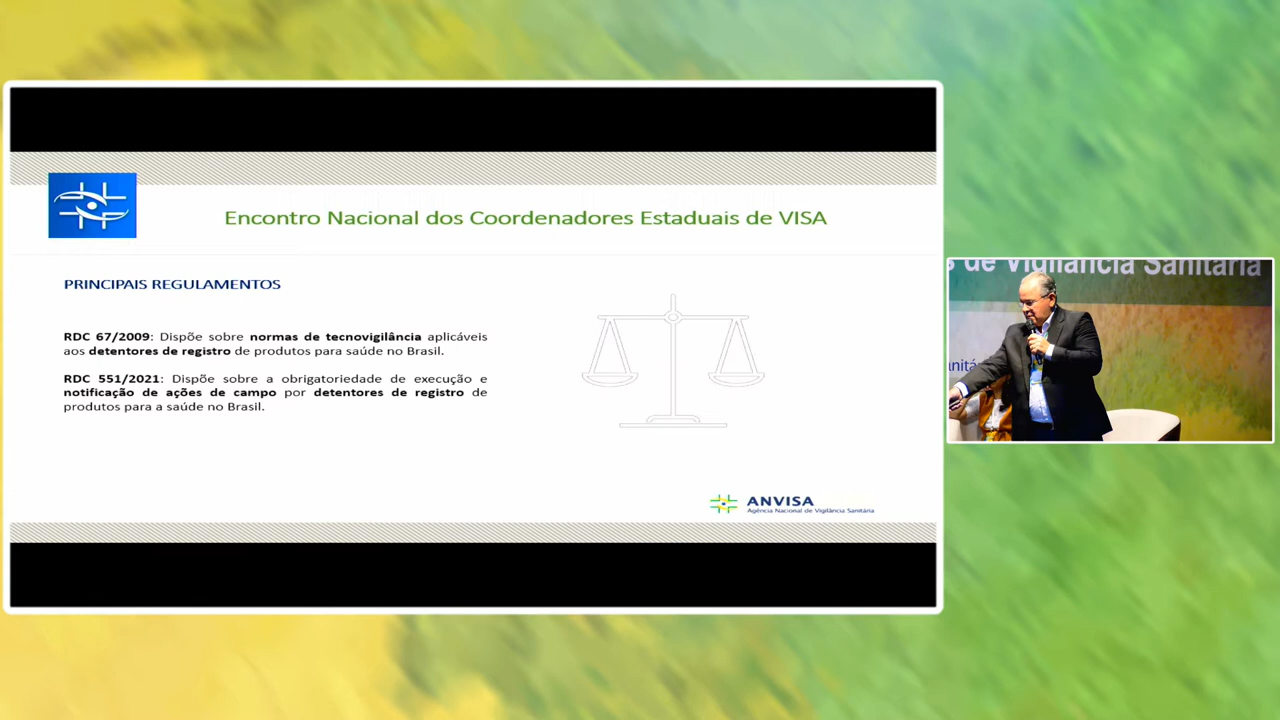 Encontro Nacional dos Coordenadores Estaduais de VISA
PRINCIPAIS REGULAMENTOS
RDC 67/2009: Dispõe sobre normas de tecnovigilância aplicáveis
aos detentores de registro de produtos para saúde no Brasil.
RDC 551/2021: Dispõe sobre a obrigatoriedade de execução e
notificação de ações de campo por detentores de registro de
produtos para a saúde no Brasil.
ANVISA
Agência Nacional de Vigilância Sanitária
de Vigilância Sanitária